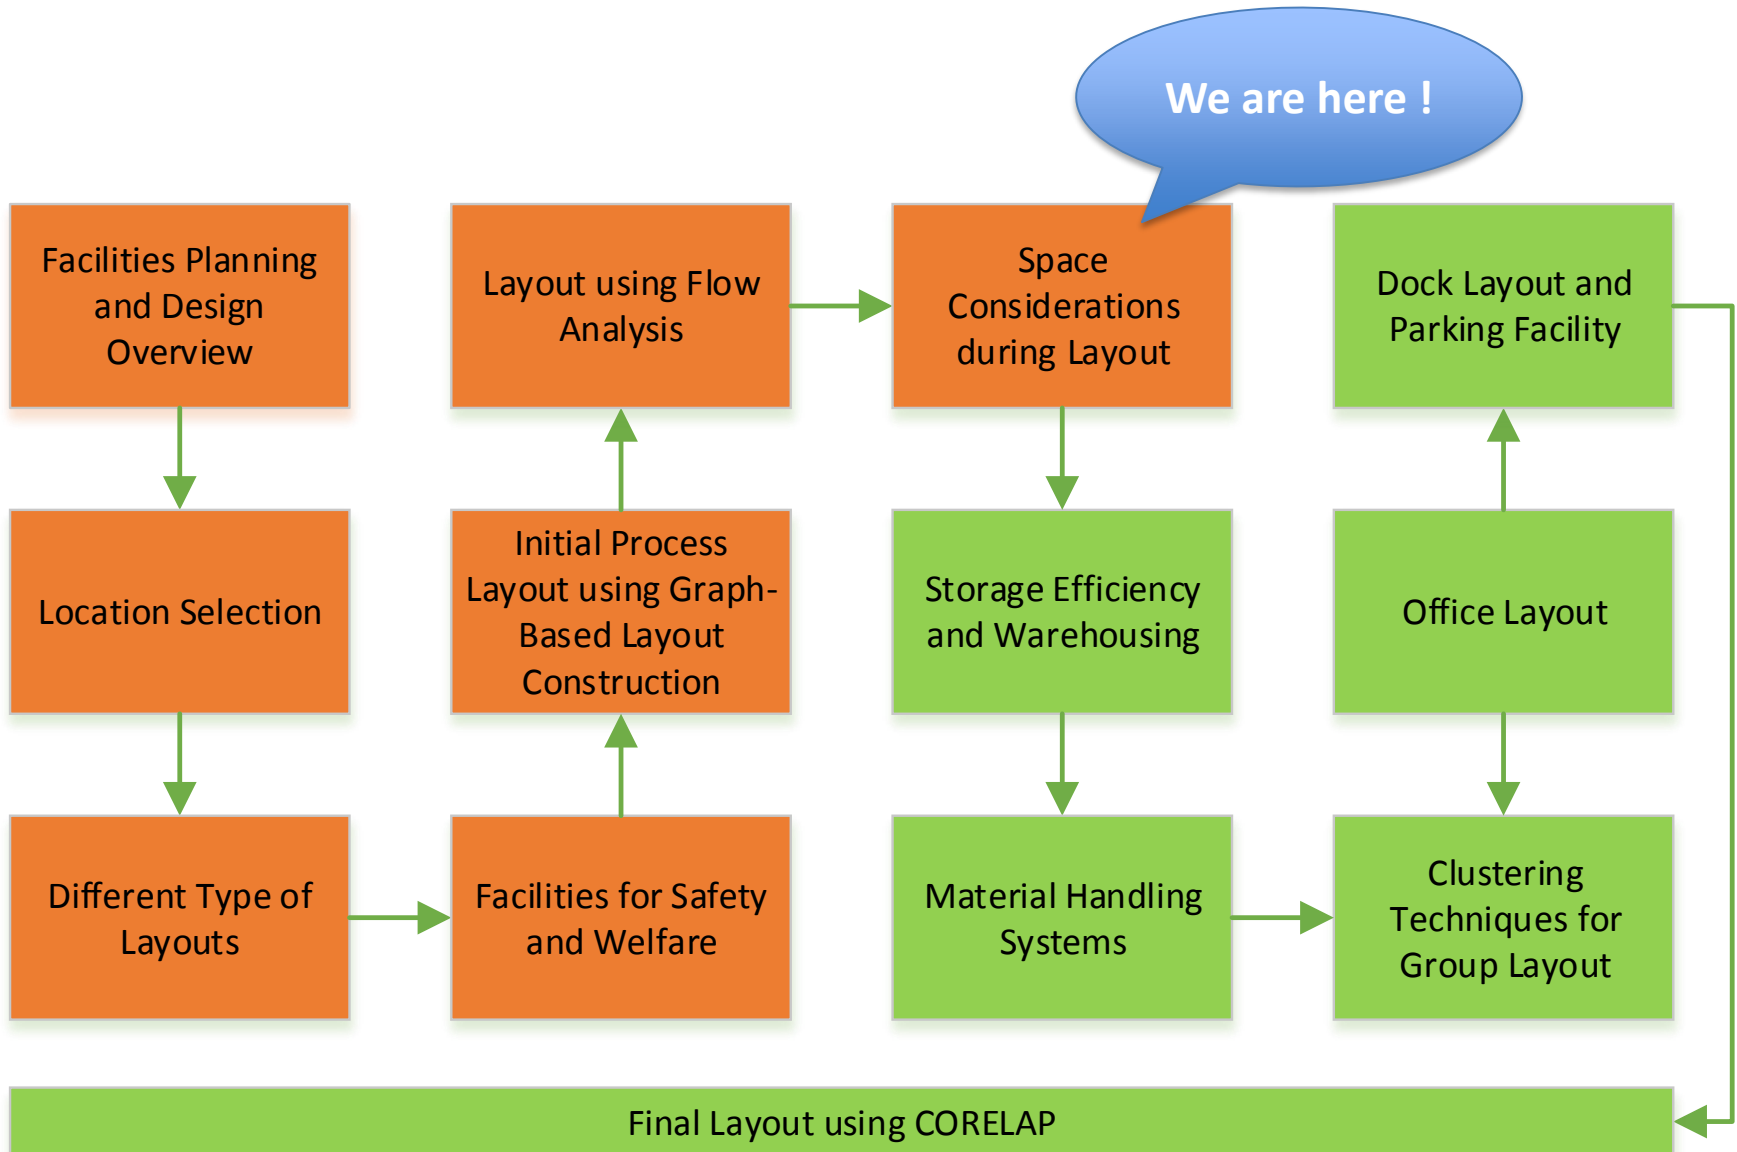 We are here !
Facilities Planning
and Design
Overview
Layout using Flow
Analysis
Space
Considerations
during Layout
Dock Layout and
Parking Facility
Location Selection
Initial Process
Layout using Graph-
Based Layout
Construction
Storage Efficiency
and Warehousing
Office Layout
Different Type of
Layouts
Facilities for Safety
and Welfare
Material Handling
Systems
Clustering
Techniques for
Group Layout
Final Layout using CORELAP